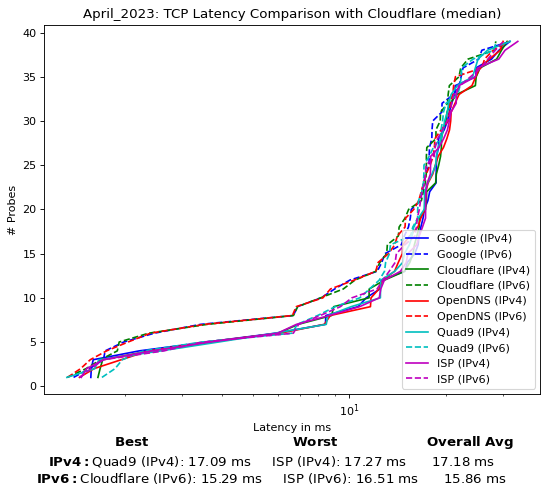 April_2023: TCP Latency Comparison with Cloudflare (median)
# Probes
40
35
30
25
20
15
10
5
0
Google (IPv4)
Google (IPv6)
Cloudflare (IPv4)
Cloudflare (IPv6)
OpenDNS (IPv4)
OpenDNS (IPv6)
Quad9 (IPv4)
Quad9 (IPv6)
ISP (IPv4)
ISP (IPv6)
10¹
Latency in ms
Best Worst Overall Avg
IPv4: Quad9 (IPv4): 17.09 ms ISP (IPv4): 17.27 ms 17.18 ms
IPv6: Cloudflare (IPv6): 15.29 ms ISP (IPv6): 16.51 ms 15.86 ms